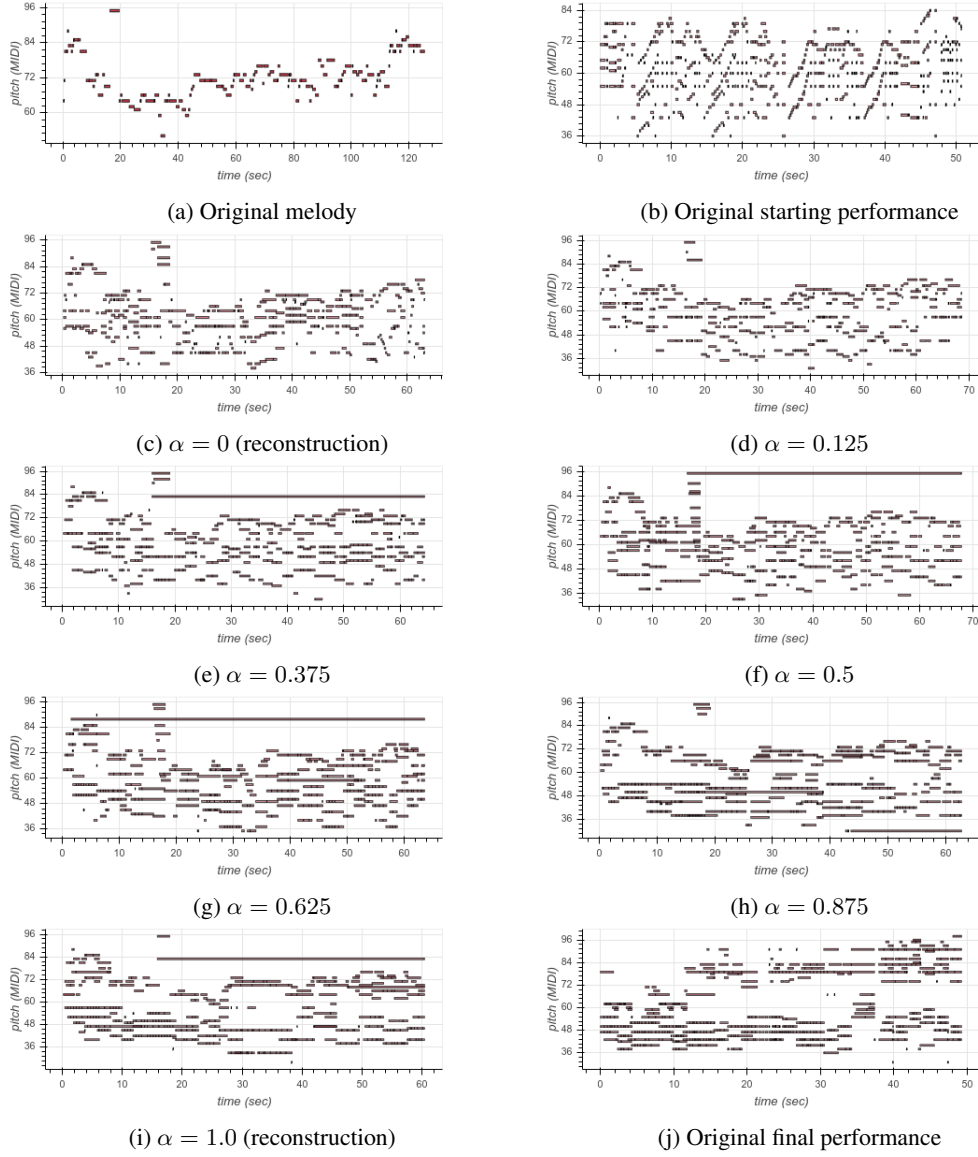 96
84
72
60
pitch (MIDI)
0 20 40 60 80 100 120
time (sec)
(a) Original melody
84
72
60
48
36
pitch (MIDI)
0 10 20 30 40 50
time (sec)
(b) Original starting performance
96
84
72
60
48
36
pitch (MIDI)
0 10 20 30 40 50 60
time (sec)
(c) α = 0 (reconstruction)
96
84
72
60
48
36
pitch (MIDI)
0 10 20 30 40 50 60 70
time (sec)
(d) α = 0.125
96
84
72
60
48
36
pitch (MIDI)
0 10 20 30 40 50 60
time (sec)
(e) α = 0.375
96
84
72
60
48
36
pitch (MIDI)
0 10 20 30 40 50 60 70
time (sec)
(f) α = 0.5
96
84
72
60
48
36
pitch (MIDI)
0 10 20 30 40 50 60
time (sec)
(g) α = 0.625
96
84
72
60
48
36
pitch (MIDI)
0 20 40 60
time (sec)
(h) α = 0.875
96
84
72
60
48
36
pitch (MIDI)
0 10 20 30 40 50 60
time (sec)
(i) α = 1.0 (reconstruction)
96
84
72
60
48
36
pitch (MIDI)
0 10 20 30 40 50
time (sec)
(j) Original final performance